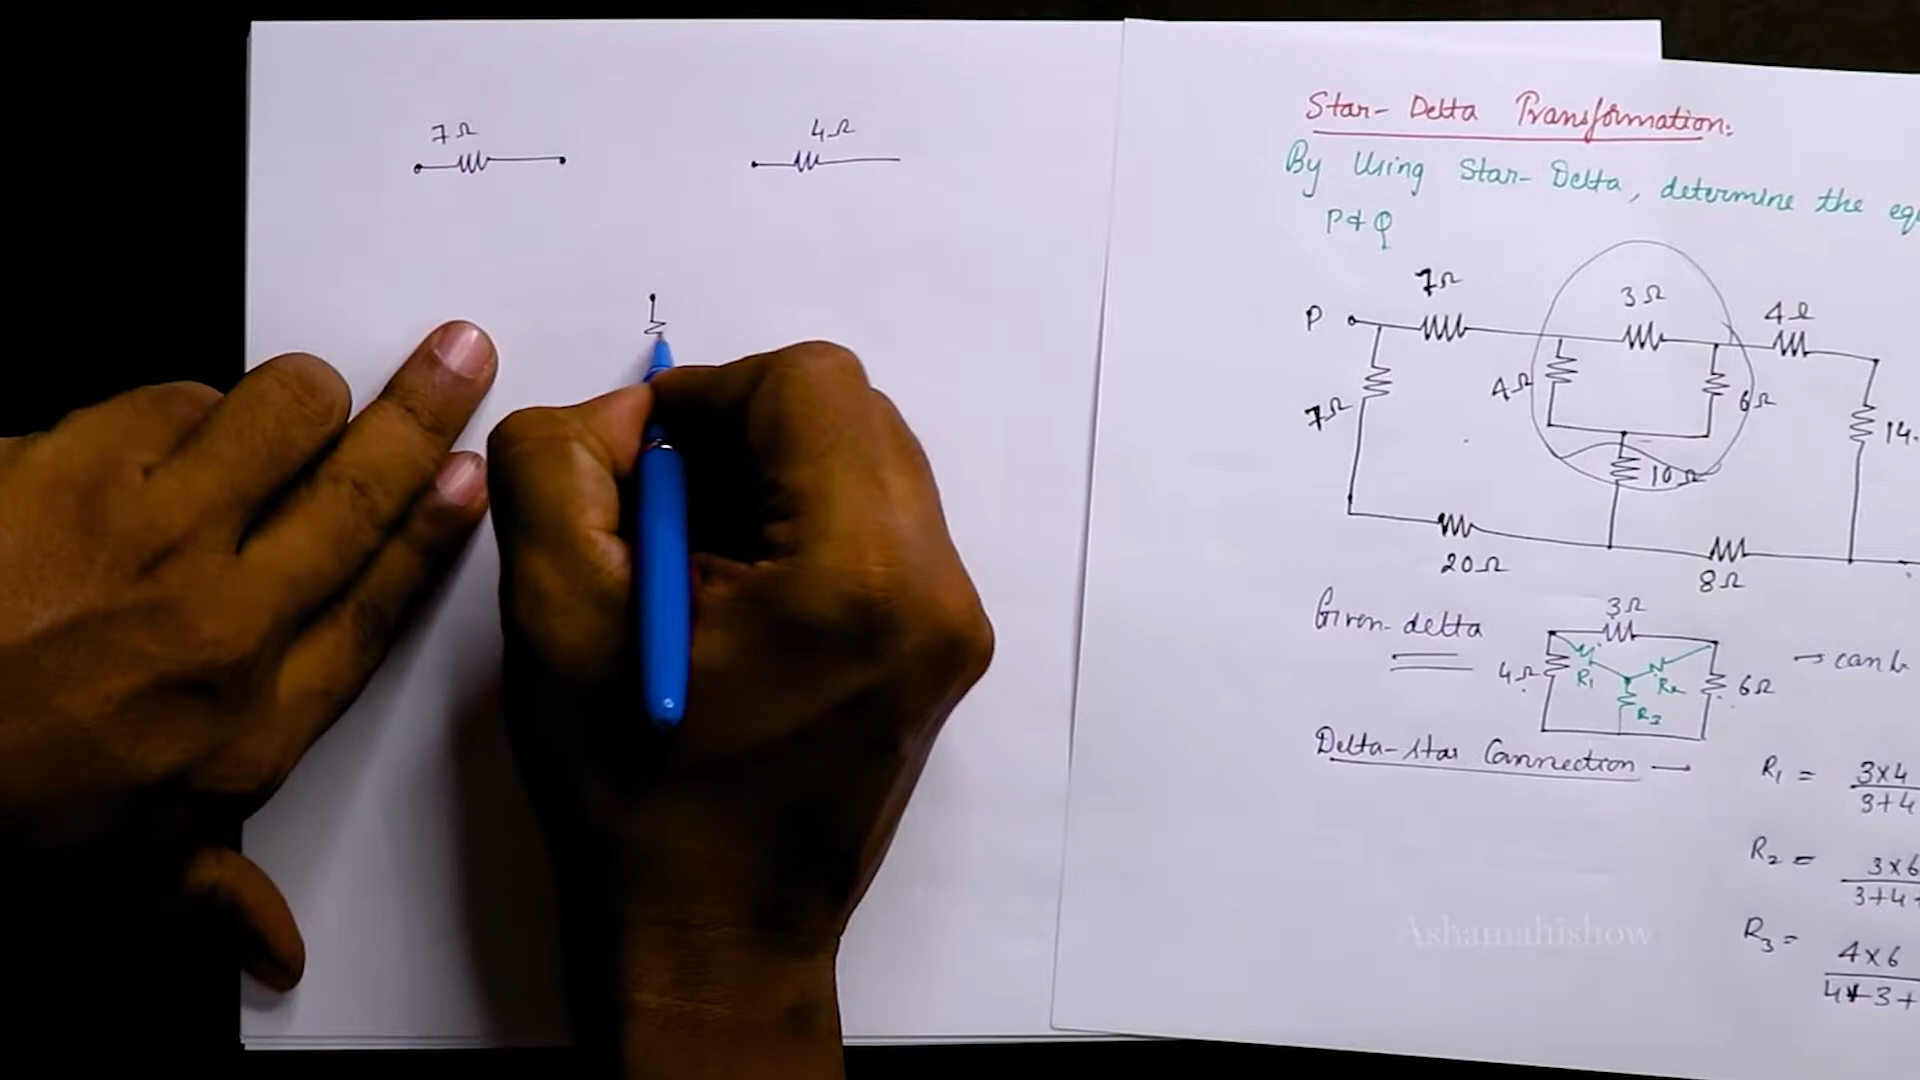 7Ω 4Ω
Star-Delta Transformation:
By Using Star-Delta, determine the eq
P & Q
7Ω
3Ω
4Ω
P
4Ω
6Ω
7Ω
14
10Ω
20Ω
8Ω
Given-delta
3Ω
4Ω
R1
R2
6Ω
R3
→ can b
Delta-star Connection →
R1 = 3x4
3+4
R2 = 3x6
3+4+
R3 = 4x6
4+3+
Ashamahishow